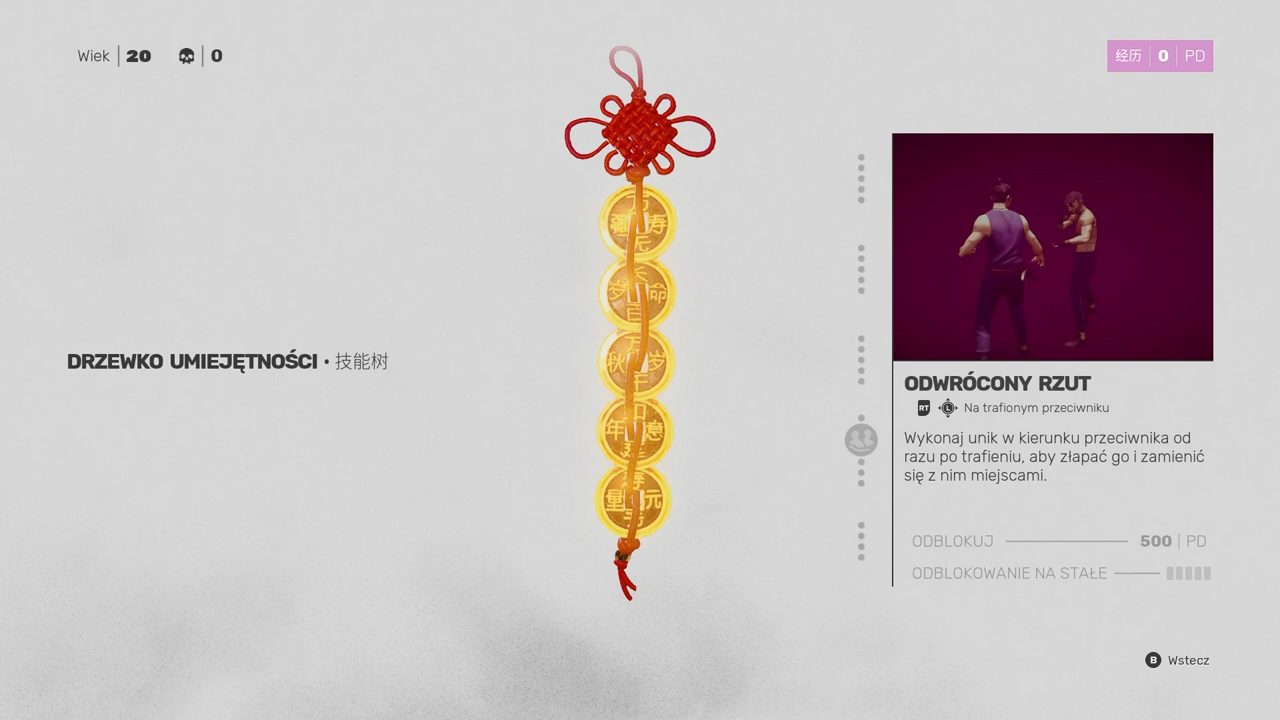 Wiek 20 0
经历 0 PD
DRZEWKO UMIEJĘTNOŚCI • 技能树
ODWRÓCONY RZUT
RT L Na trafionym przeciwniku
Wykonaj unik w kierunku przeciwnika od
razu po trafieniu, aby złapać go i zamienić
się z nim miejscami.
ODBLOKUJ 500 PD
ODBLOKOWANIE NA STAŁE
B Wstecz